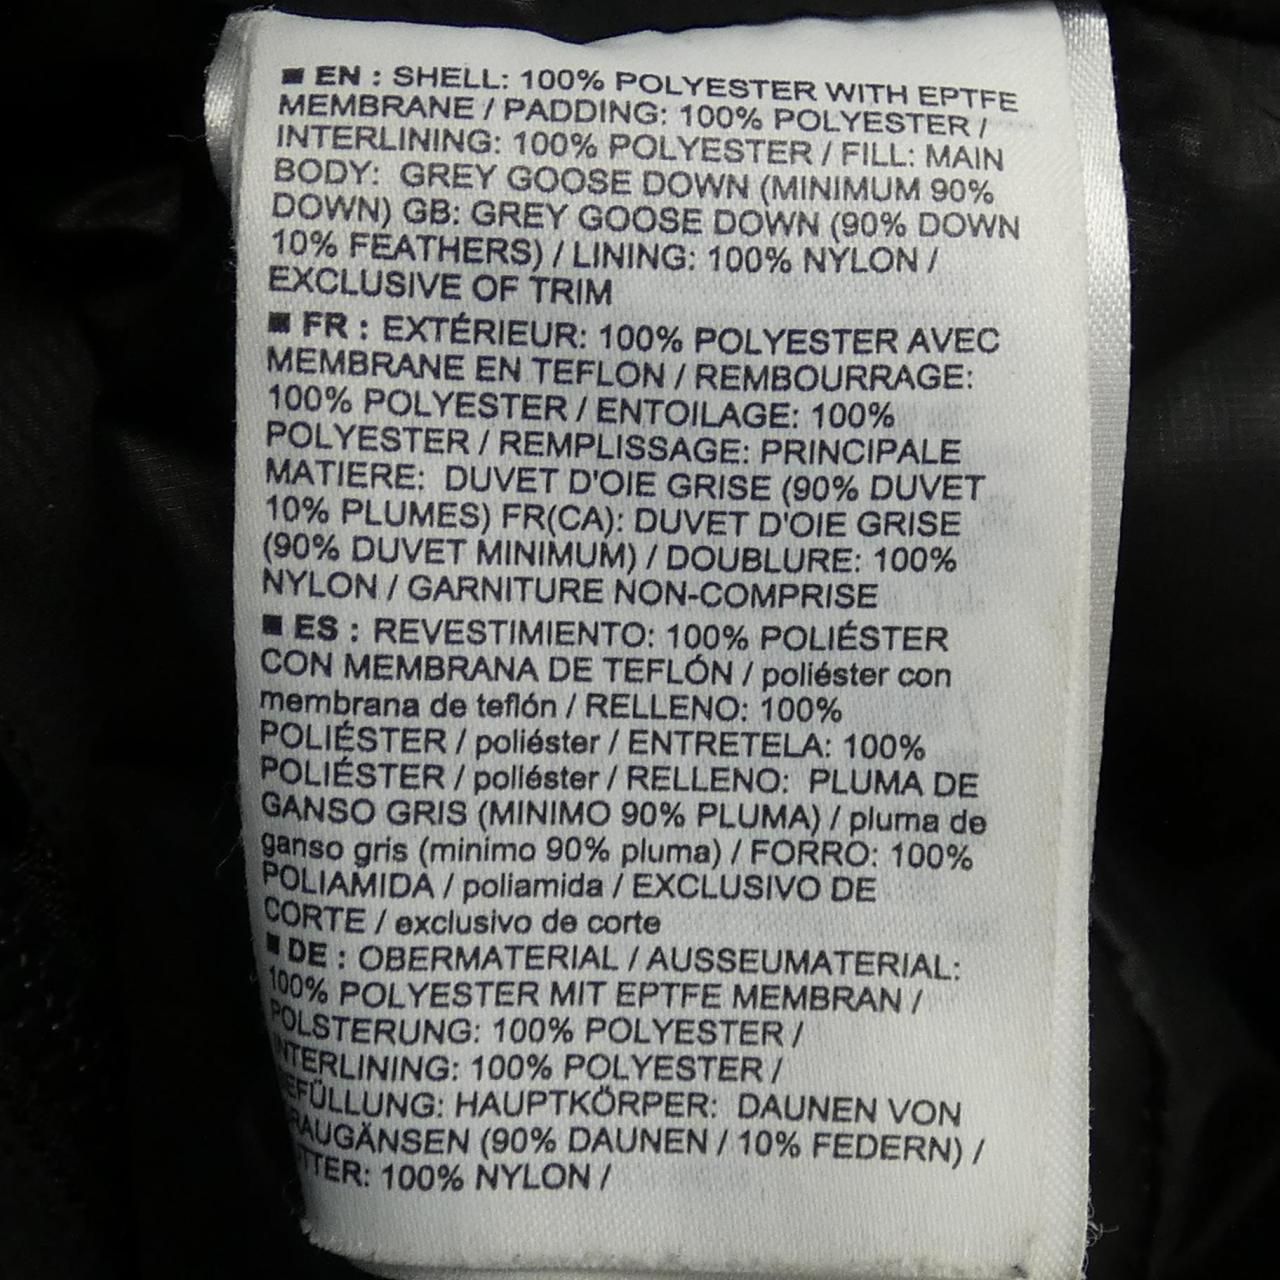 ■ EN : SHELL: 100% POLYESTER WITH EPTFE
MEMBRANE / PADDING: 100% POLYESTER /
INTERLINING: 100% POLYESTER / FILL: MAIN
BODY: GREY GOOSE DOWN (MINIMUM 90%
DOWN) GB: GREY GOOSE DOWN (90% DOWN
10% FEATHERS) / LINING: 100% NYLON /
EXCLUSIVE OF TRIM
■ FR : EXTÉRIEUR: 100% POLYESTER AVEC
MEMBRANE EN TEFLON / REMBOURRAGE:
100% POLYESTER / ENTOILAGE: 100%
POLYESTER / REMPLISSAGE: PRINCIPALE
MATIERE: DUVET D'OIE GRISE (90% DUVET
10% PLUMES) FR(CA): DUVET D'OIE GRISE
(90% DUVET MINIMUM) / DOUBLURE: 100%
NYLON / GARNITURE NON-COMPRISE
■ ES : REVESTIMIENTO: 100% POLIÉSTER
CON MEMBRANA DE TEFLÓN / poliéster con
membrana de teflón / RELLENO: 100%
POLIÉSTER / poliéster / ENTRETELA: 100%
POLIÉSTER / poliéster / RELLENO: PLUMA DE
GANSO GRIS (MINIMO 90% PLUMA) / pluma de
ganso gris (minimo 90% pluma) / FORRO: 100%
POLIAMIDA / poliamida / EXCLUSIVO DE
CORTE / exclusivo de corte
■ DE : OBERMATERIAL / AUSSEUMATERIAL:
100% POLYESTER MIT EPTFE MEMBRAN /
POLSTERUNG: 100% POLYESTER /
INTERLINING: 100% POLYESTER /
EFÜLLUNG: HAUPTKÖRPER: DAUNEN VON
RAUGÄNSEN (90% DAUNEN / 10% FEDERN) /
TTER: 100% NYLON /